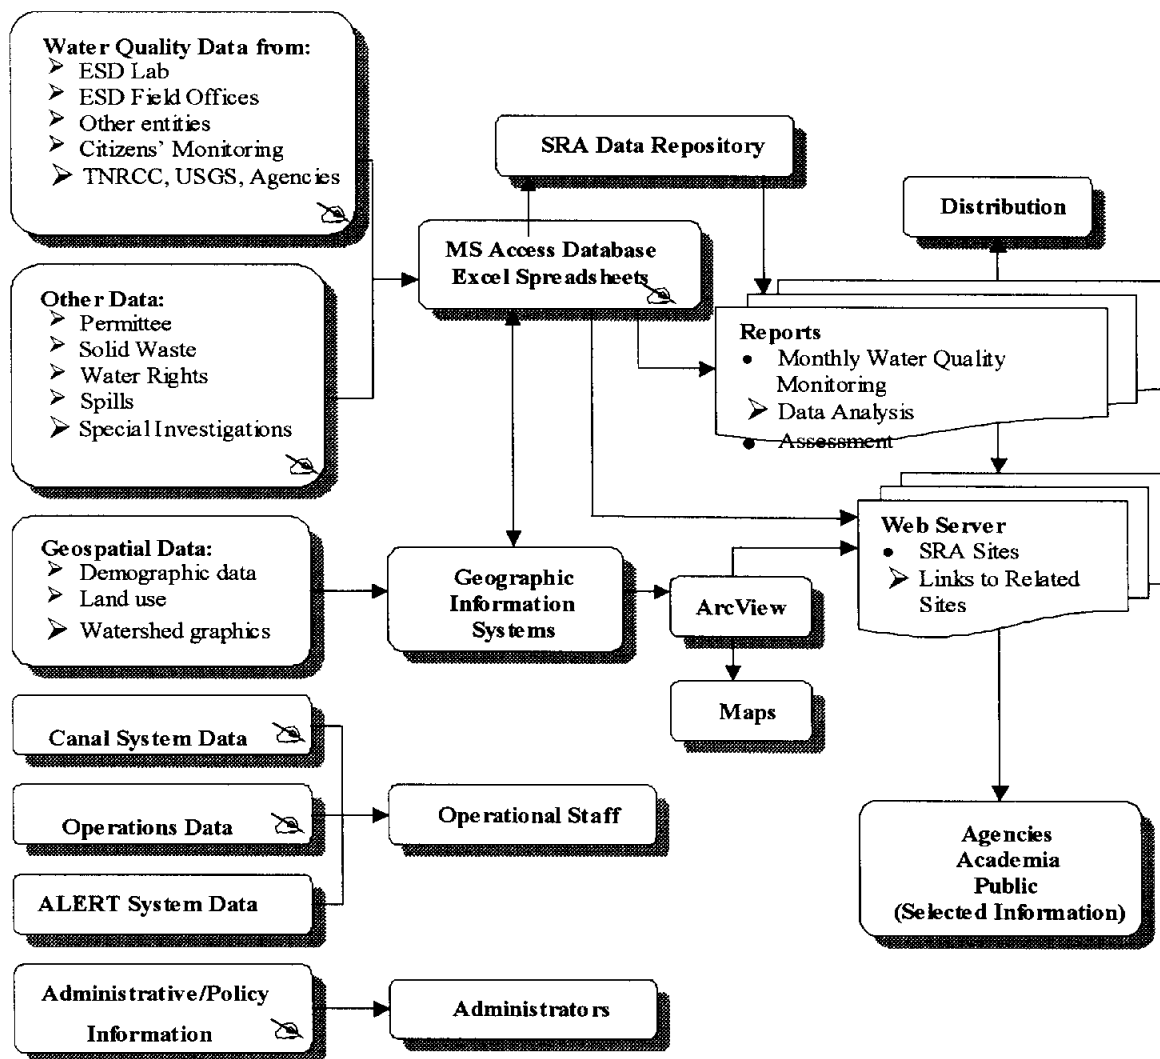 Water Quality Data from:
➢ ESD Lab
➢ ESD Field Offices
➢ Other entities
➢ Citizens' Monitoring
➢ TNRCC, USGS, Agencies
Other Data:
➢ Permittee
➢ Solid Waste
➢ Water Rights
➢ Spills
➢ Special Investigations
Geospatial Data:
➢ Demographic data
➢ Land use
➢ Watershed graphics
Canal System Data
Operations Data
ALERT System Data
Administrative/Policy
Information
SRA Data Repository
MS Access Database
Excel Spreadsheets
Geographic
Information
Systems
ArcView
Maps
Operational Staff
Administrators
Distribution
Reports
• Monthly Water Quality
Monitoring
➢ Data Analysis
• Assessment
Web Server
• SRA Sites
➢ Links to Related
Sites
Agencies
Academia
Public
(Selected Information)